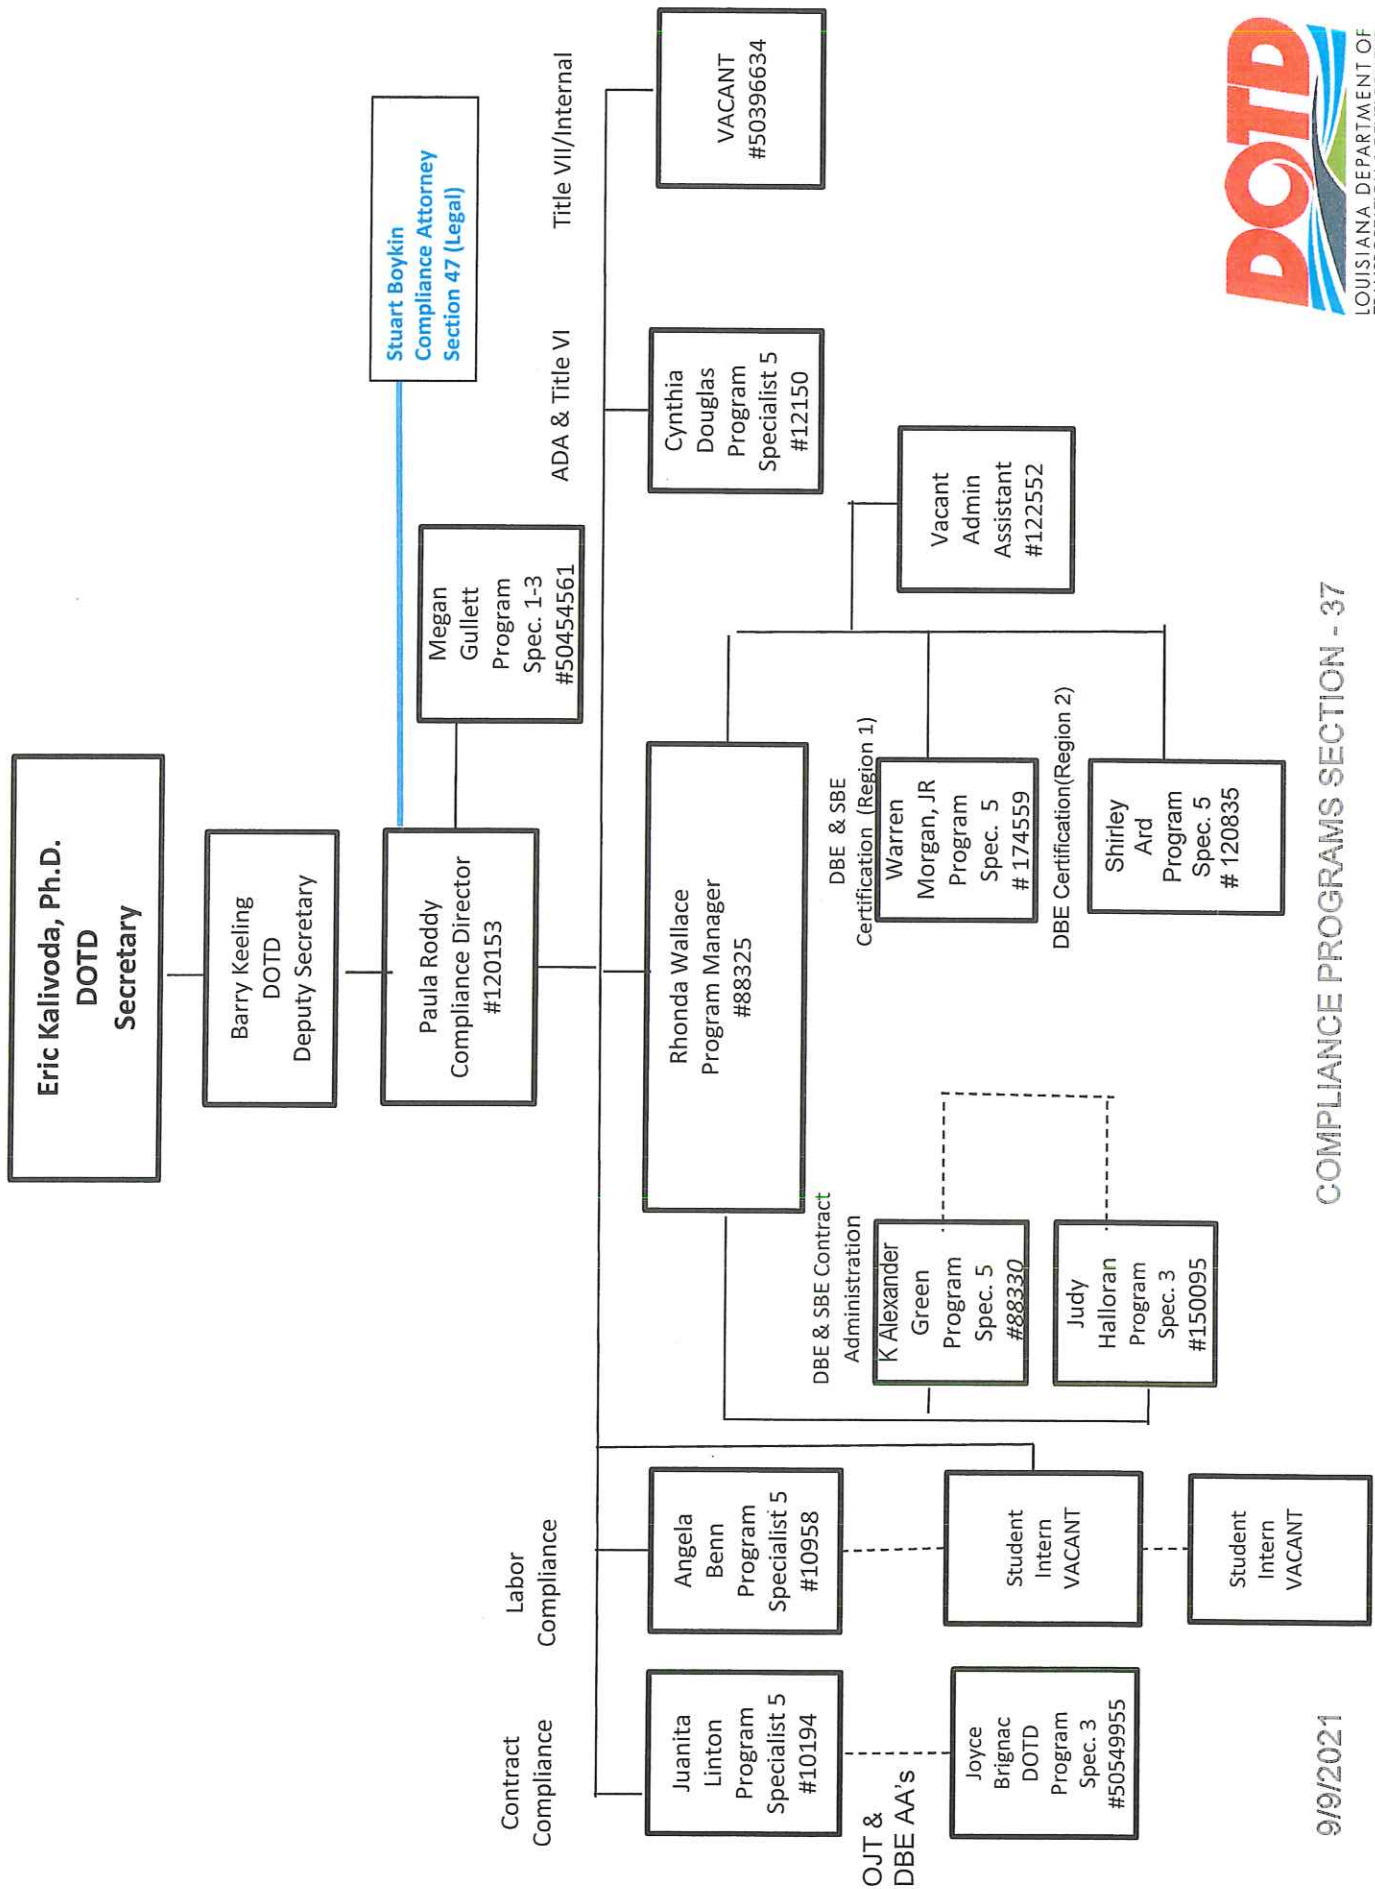 Eric Kalivoda, Ph.D.
DOTD
Secretary
Barry Keeling
DOTD
Deputy Secretary
Paula Roddy
Compliance Director
#120153
Stuart Boykin
Compliance Attorney
Section 47 (Legal)
Megan
Gullett
Program
Spec. 1-3
#50454561
Contract
Compliance
Labor
Compliance
ADA & Title VI
Title VII/Internal
Juanita
Linton
Program
Specialist 5
#10194
Angela
Benn
Program
Specialist 5
#10958
Rhonda Wallace
Program Manager
#88325
Cynthia
Douglas
Program
Specialist 5
#12150
VACANT
#50396634
OJT &
DBE AA's
Joyce
Brignac
DOTD
Program
Spec. 3
#50549955
Student
Intern
VACANT
Student
Intern
VACANT
DBE & SBE Contract
Administration
K Alexander
Green
Program
Spec. 5
#88330
Judy
Halloran
Program
Spec. 3
#150095
DBE & SBE
Certification (Region 1)
Warren
Morgan, JR
Program
Spec. 5
# 174559
DBE Certification(Region 2)
Shirley
Ard
Program
Spec. 5
# 120835
Vacant
Admin
Assistant
#122552
9/9/2021
COMPLIANCE PROGRAMS SECTION - 37
DOTD
LOUISIANA DEPARTMENT OF